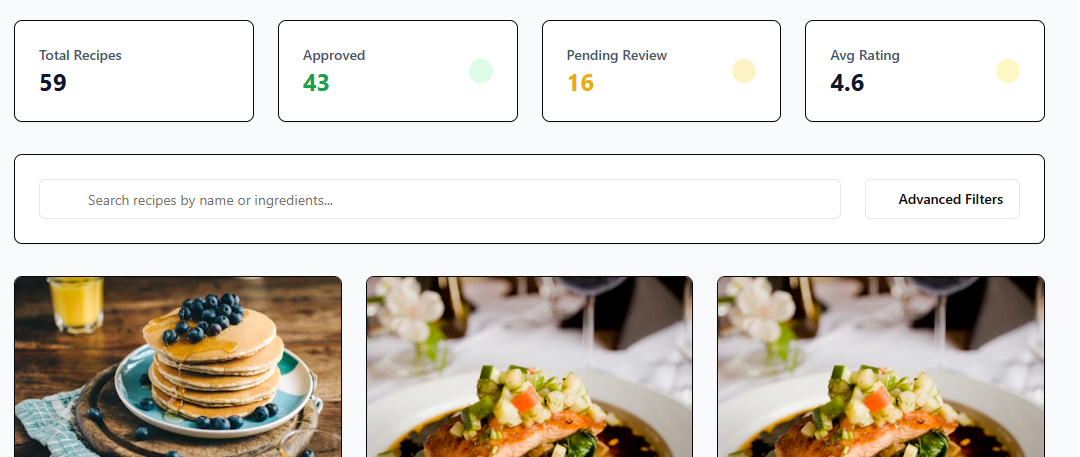 Total Recipes
59
Approved
43
Pending Review
16
Avg Rating
4.6
Search recipes by name or ingredients...
Advanced Filters